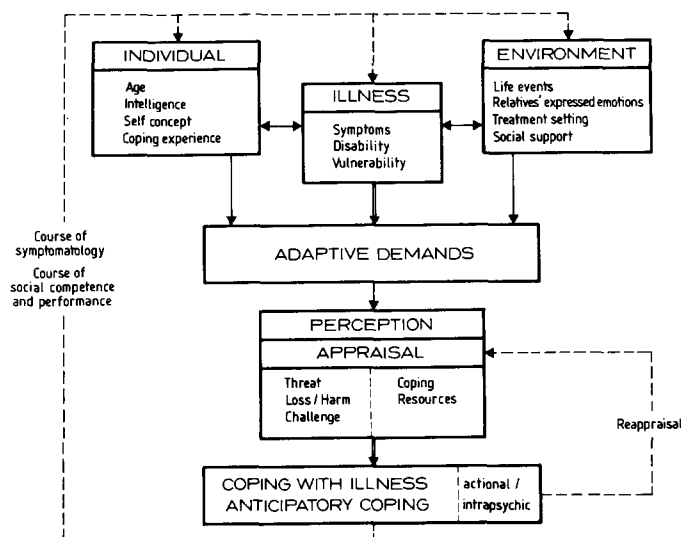 INDIVIDUAL
Age
Intelligence
Self concept
Coping experience
ILLNESS
Symptoms
Disability
Vulnerability
ENVIRONMENT
Life events
Relatives' expressed emotions
Treatment setting
Social support
Course of
symptomatology
Course of
social competence
and performance
ADAPTIVE DEMANDS
PERCEPTION
APPRAISAL
Threat
Loss / Harm
Challenge
Coping
Resources
Reappraisal
COPING WITH ILLNESS
ANTICIPATORY COPING
actional /
intrapsychic